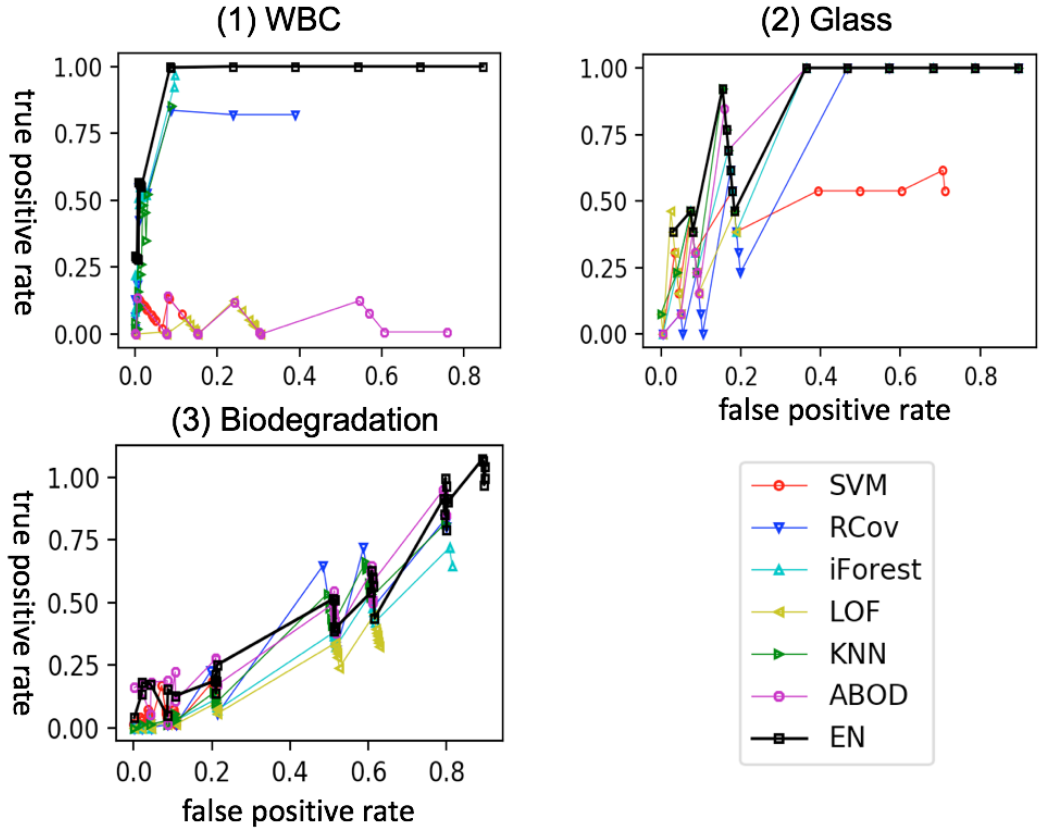 (1) WBC
(2) Glass
1.00
0.75
0.50
0.25
0.00
true positive rate
0.0 0.2 0.4 0.6 0.8
1.00
0.75
0.50
0.25
0.00
0.0 0.2 0.4 0.6 0.8
false positive rate
(3) Biodegradation
1.00
0.75
0.50
0.25
0.00
true positive rate
0.0 0.2 0.4 0.6 0.8
false positive rate
SVM
RCov
iForest
LOF
KNN
ABOD
EN